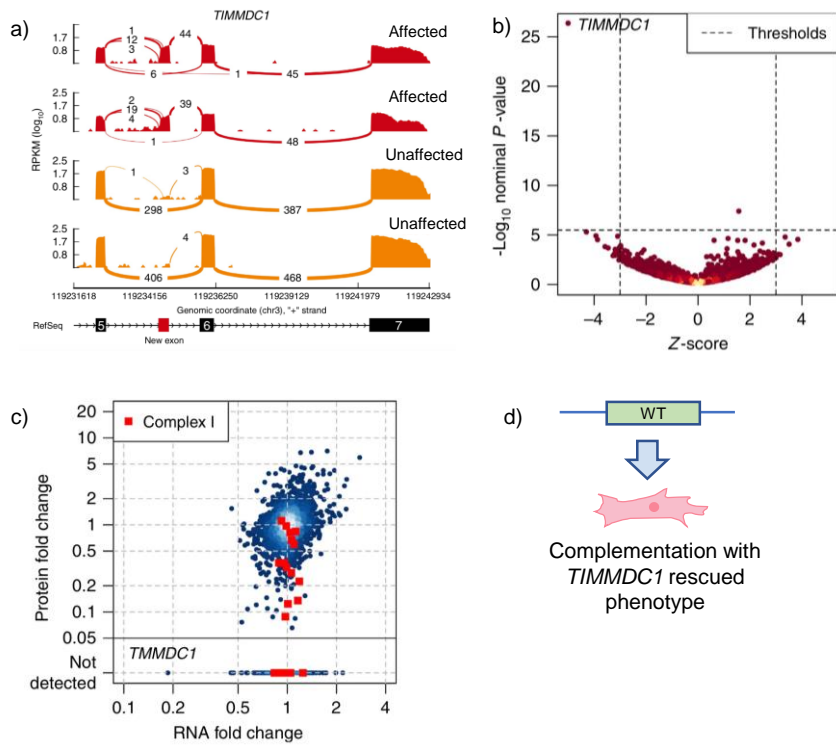 a)
TIMMDC1
Affected
RPKM (log10)
1.7
0.8
1
12
3
44
6
1
45
Affected
2.5
1.7
0.8
2
19
4
39
1
48
Unaffected
2.5
1.7
0.8
1
3
298
387
Unaffected
2.5
1.7
0.8
4
406
468
119231618 119234156 119236250 119239129 119241979 119242934
Genomic coordinate (chr3), "+" strand
RefSeq
5
6
7
New exon
b)
TIMMDC1
Thresholds
-Log10 nominal P-value
25
20
15
10
5
0
−4 −2 0 2 4
Z-score
c)
Complex I
Protein fold change
20
10
5
2
1
0.5
0.2
0.1
0.05
Not
detected
TMMDC1
0.1 0.2 0.5 1 2 4
RNA fold change
d)
WT
Complementation with
TIMMDC1 rescued
phenotype